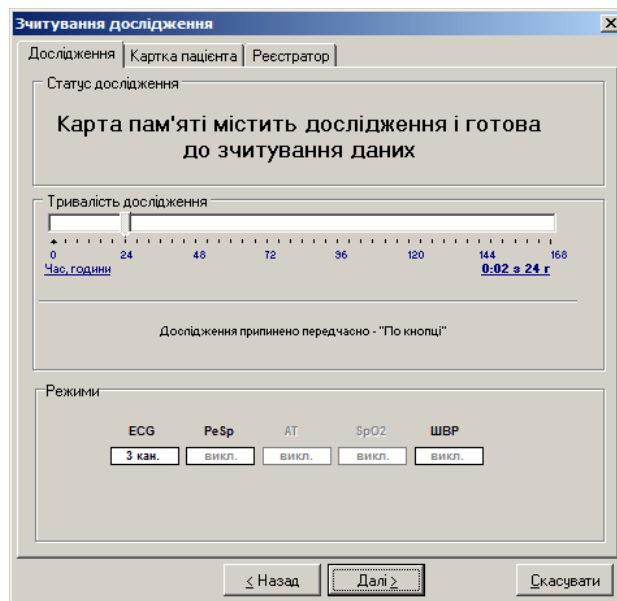 Зчитування дослідження
Дослідження Картка пацієнта Реєстратор
Статус дослідження
Карта пам'яті містить дослідження і готова
до зчитування даних
Тривалість дослідження
0 24 48 72 96 120 144 168
Час, години 0:02 з 24 г
Дослідження припинено передчасно - "По кнопці"
Режими
ECG PeSp АТ SpO2 ШВР
3 кан. викл. викл. викл. викл.
< Назад Далі > Скасувати